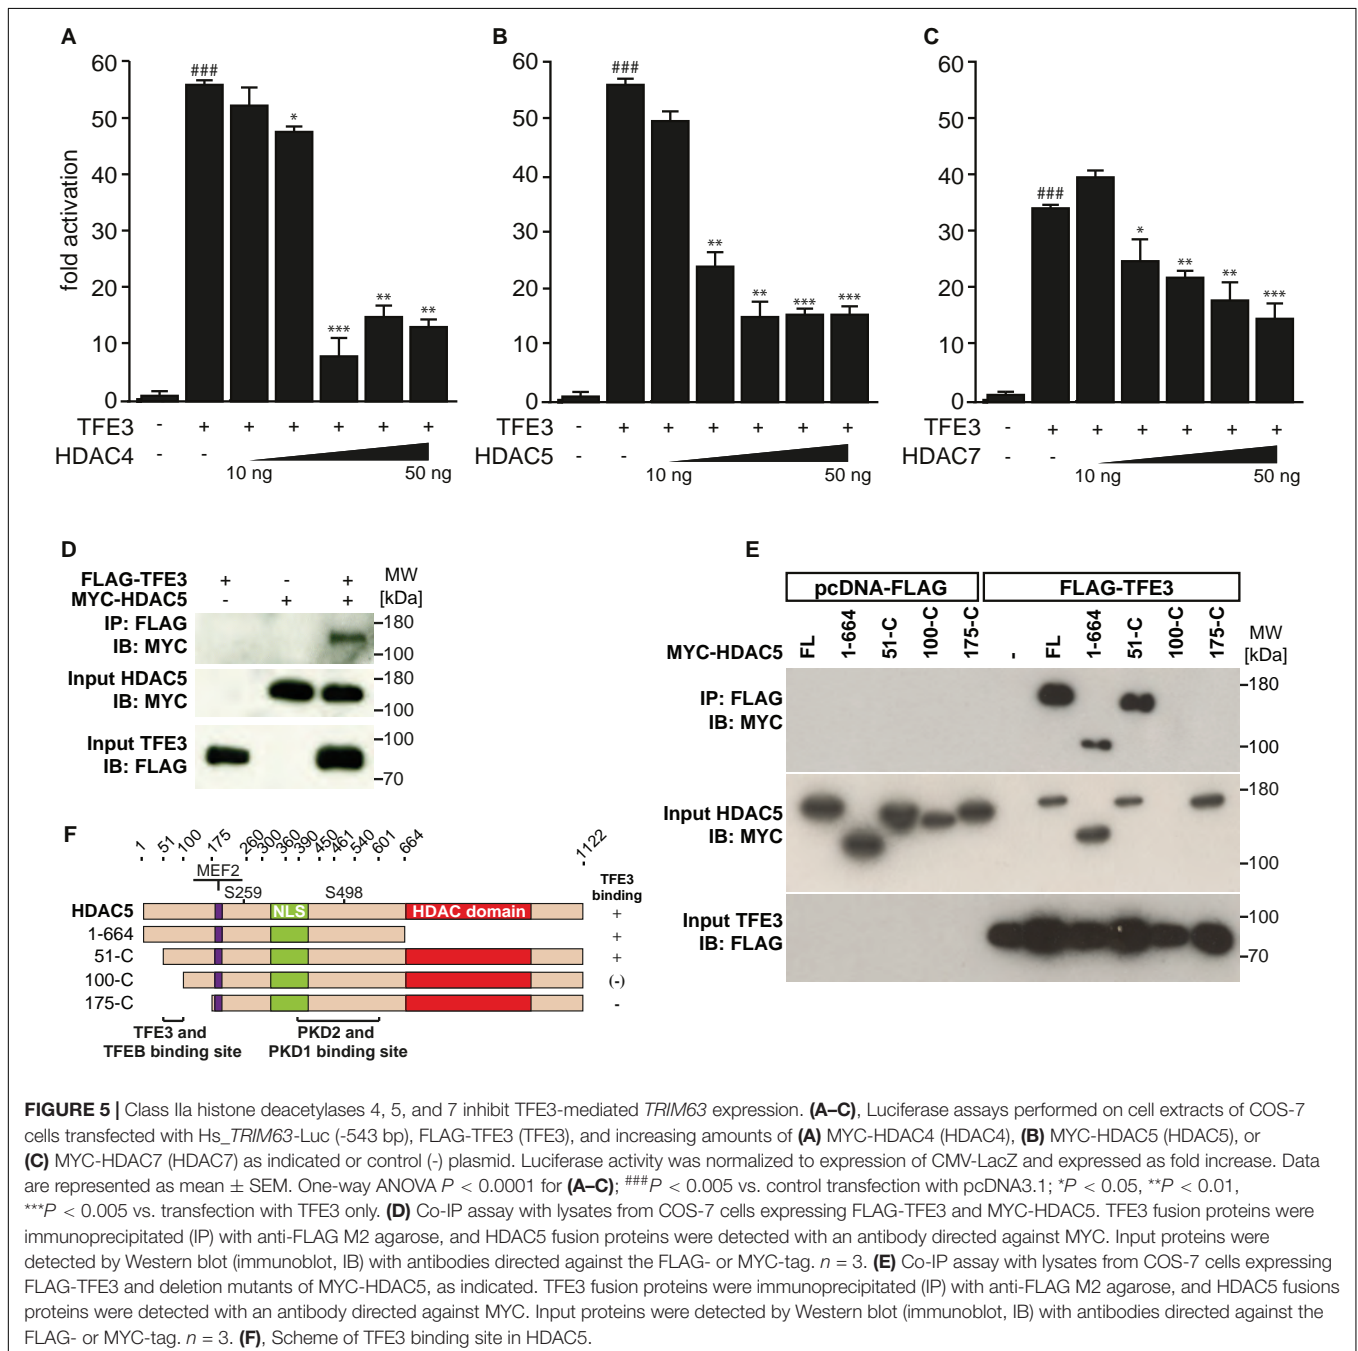 A
B
C
60
50
40
30
20
10
0
fold activation
###
*
***
**
**
TFE3 - + + + + + +
HDAC4 - -
10 ng 50 ng
60
50
40
30
20
10
0
###
**
**
***
***
TFE3 - + + + + + +
HDAC5 - -
10 ng 50 ng
60
50
40
30
20
10
0
###
*
**
**
***
TFE3 - + + + + + +
HDAC7 - -
10 ng 50 ng
D
FLAG-TFE3 + - + MW
MYC-HDAC5 - + + [kDa]
IP: FLAG
IB: MYC
180
100
Input HDAC5
IB: MYC
180
100
Input TFE3
IB: FLAG
100
70
E
pcDNA-FLAG FLAG-TFE3
MYC-HDAC5 FL 1-664 51-C 100-C 175-C - FL 1-664 51-C 100-C 175-C
MW
[kDa]
IP: FLAG
IB: MYC
180
100
Input HDAC5
IB: MYC
180
100
Input TFE3
IB: FLAG
100
70
F
1 51 100 175 260 300 360 390 450 461 540 601 664 1122
MEF2
S259 S498
TFE3
binding
HDAC5 NLS HDAC domain +
1-664 +
51-C +
100-C (-)
175-C -
TFE3 and
TFEB binding site
PKD2 and
PKD1 binding site
FIGURE 5 | Class IIa histone deacetylases 4, 5, and 7 inhibit TFE3-mediated TRIM63 expression. (A–C), Luciferase assays performed on cell extracts of COS-7
cells transfected with Hs_TRIM63-Luc (-543 bp), FLAG-TFE3 (TFE3), and increasing amounts of (A) MYC-HDAC4 (HDAC4), (B) MYC-HDAC5 (HDAC5), or
(C) MYC-HDAC7 (HDAC7) as indicated or control (-) plasmid. Luciferase activity was normalized to expression of CMV-LacZ and expressed as fold increase. Data
are represented as mean ± SEM. One-way ANOVA P < 0.0001 for (A–C); ###P < 0.005 vs. control transfection with pcDNA3.1; *P < 0.05, **P < 0.01,
***P < 0.005 vs. transfection with TFE3 only. (D) Co-IP assay with lysates from COS-7 cells expressing FLAG-TFE3 and MYC-HDAC5. TFE3 fusion proteins were
immunoprecipitated (IP) with anti-FLAG M2 agarose, and HDAC5 fusion proteins were detected with an antibody directed against MYC. Input proteins were
detected by Western blot (immunoblot, IB) with antibodies directed against the FLAG- or MYC-tag. n = 3. (E) Co-IP assay with lysates from COS-7 cells expressing
FLAG-TFE3 and deletion mutants of MYC-HDAC5, as indicated. TFE3 fusion proteins were immunoprecipitated (IP) with anti-FLAG M2 agarose, and HDAC5 fusions
proteins were detected with an antibody directed against MYC. Input proteins were detected by Western blot (immunoblot, IB) with antibodies directed against the
FLAG- or MYC-tag. n = 3. (F), Scheme of TFE3 binding site in HDAC5.